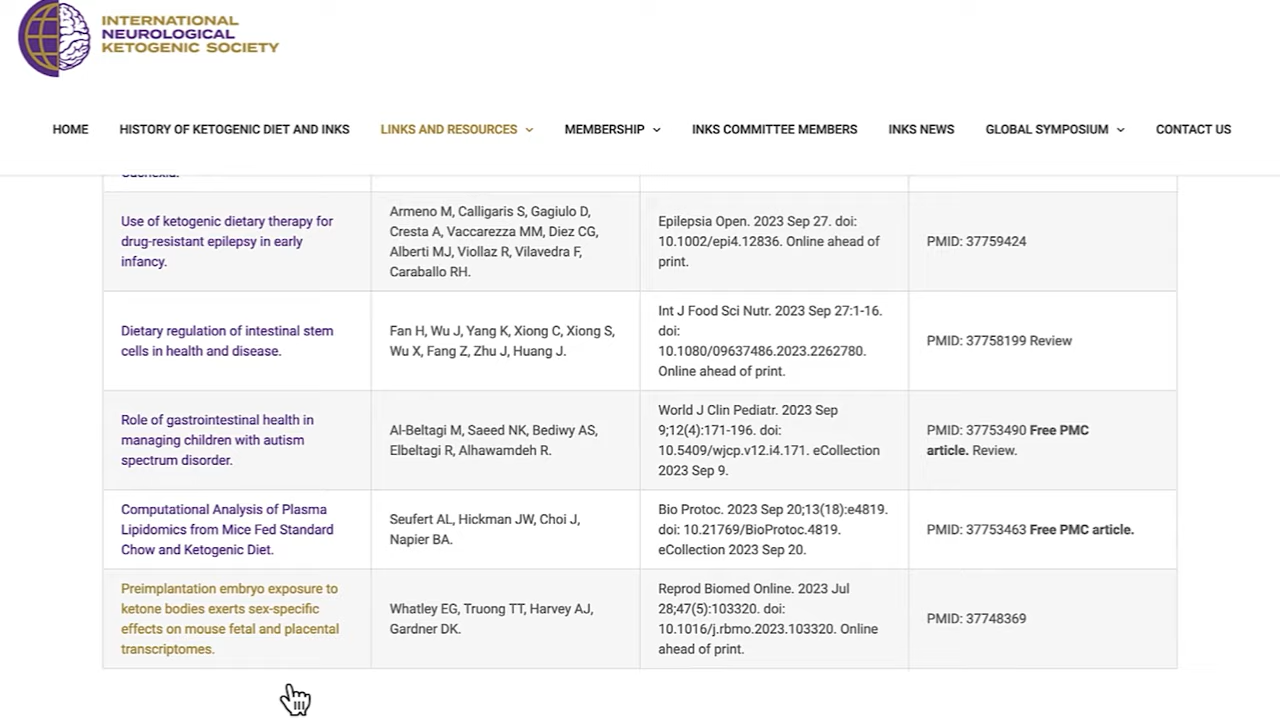 INTERNATIONAL
NEUROLOGICAL
KETOGENIC SOCIETY
HOME HISTORY OF KETOGENIC DIET AND INKS LINKS AND RESOURCES MEMBERSHIP INKS COMMITTEE MEMBERS INKS NEWS GLOBAL SYMPOSIUM CONTACT US
Use of ketogenic dietary therapy for
drug-resistant epilepsy in early
infancy.
Armeno M, Calligaris S, Gagiulo D,
Cresta A, Vaccarezza MM, Diez CG,
Alberti MJ, Viollaz R, Vilavedra F,
Caraballo RH.
Epilepsia Open. 2023 Sep 27. doi:
10.1002/epi4.12836. Online ahead of
print.
PMID: 37759424
Dietary regulation of intestinal stem
cells in health and disease.
Fan H, Wu J, Yang K, Xiong C, Xiong S,
Wu X, Fang Z, Zhu J, Huang J.
Int J Food Sci Nutr. 2023 Sep 27:1-16.
doi:
10.1080/09637486.2023.2262780.
Online ahead of print.
PMID: 37758199 Review
Role of gastrointestinal health in
managing children with autism
spectrum disorder.
Al-Beltagi M, Saeed NK, Bediwy AS,
Elbeltagi R, Alhawamdeh R.
World J Clin Pediatr. 2023 Sep
9;12(4):171-196. doi:
10.5409/wjcp.v12.i4.171. eCollection
2023 Sep 9.
PMID: 37753490 Free PMC
article. Review.
Computational Analysis of Plasma
Lipidomics from Mice Fed Standard
Chow and Ketogenic Diet.
Seufert AL, Hickman JW, Choi J,
Napier BA.
Bio Protoc. 2023 Sep 20;13(18):e4819.
doi: 10.21769/BioProtoc.4819.
eCollection 2023 Sep 20.
PMID: 37753463 Free PMC article.
Preimplantation embryo exposure to
ketone bodies exerts sex-specific
effects on mouse fetal and placental
transcriptomes.
Whatley EG, Truong TT, Harvey AJ,
Gardner DK.
Reprod Biomed Online. 2023 Jul
28;47(5):103320. doi:
10.1016/j.rbmo.2023.103320. Online
ahead of print.
PMID: 37748369